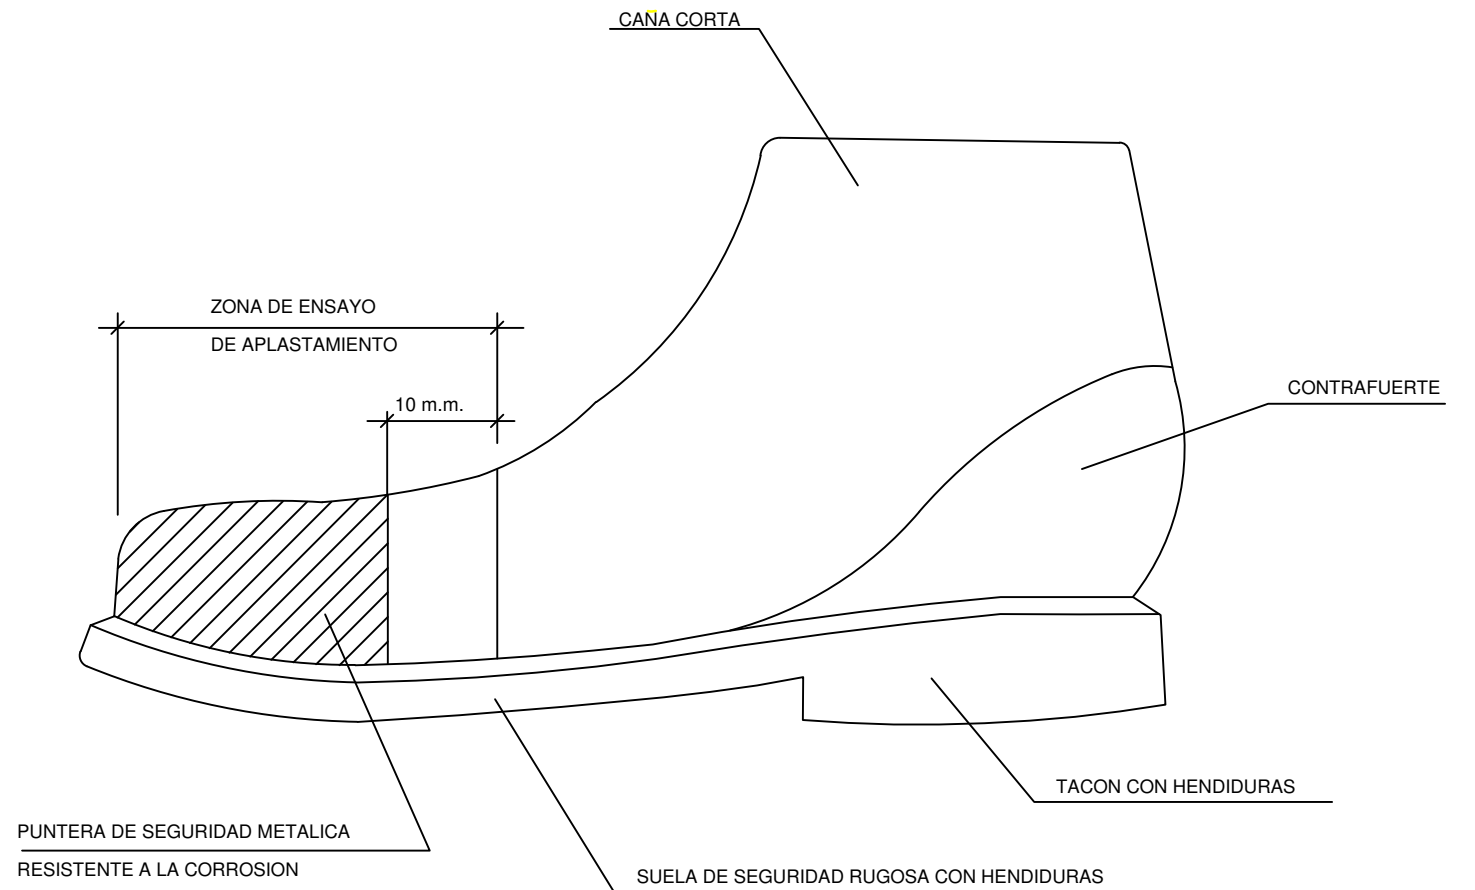 CAÑA CORTA
ZONA DE ENSAYO
DE APLASTAMIENTO
10 m.m.
CONTRAFUERTE
TACON CON HENDIDURAS
PUNTERA DE SEGURIDAD METALICA
RESISTENTE A LA CORROSION
SUELA DE SEGURIDAD RUGOSA CON HENDIDURAS